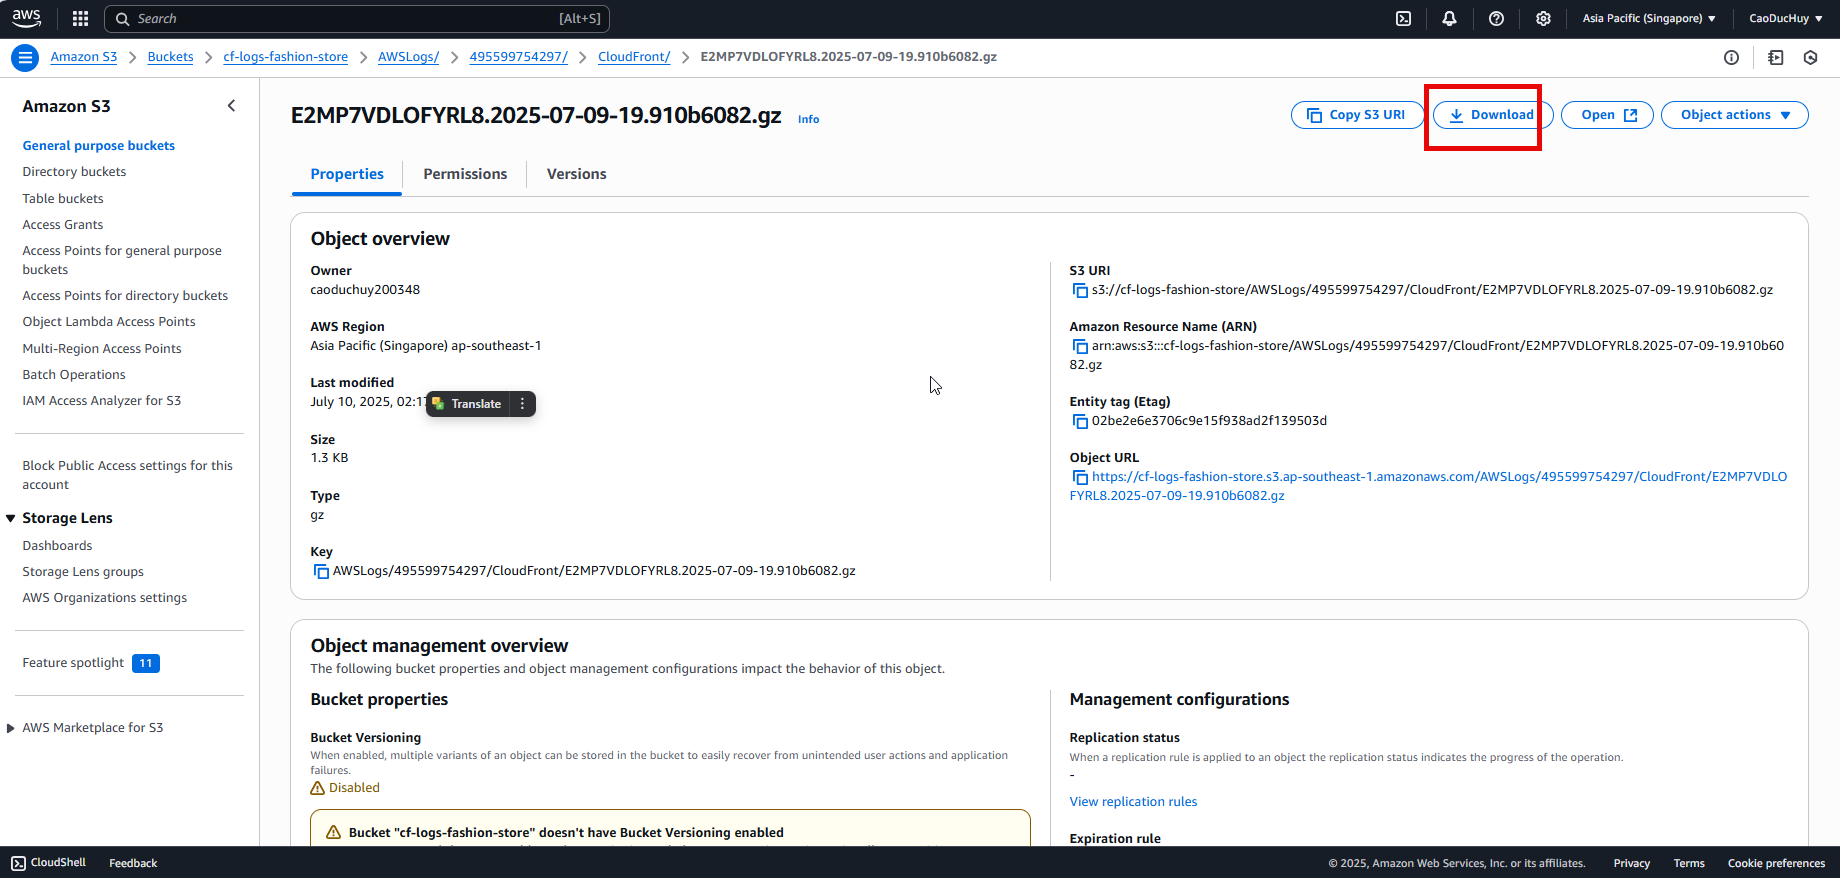 aws
Search [Alt+S]
Asia Pacific (Singapore)
CaoDucHuy
Amazon S3 > Buckets > cf-logs-fashion-store > AWSLogs/ > 495599754297/ > CloudFront/ > E2MP7VDLOFYRL8.2025-07-09-19.910b6082.gz
Amazon S3
General purpose buckets
Directory buckets
Table buckets
Access Grants
Access Points for general purpose
buckets
Access Points for directory buckets
Object Lambda Access Points
Multi-Region Access Points
Batch Operations
IAM Access Analyzer for S3
Block Public Access settings for this
account
Storage Lens
Dashboards
Storage Lens groups
AWS Organizations settings
Feature spotlight 11
AWS Marketplace for S3
E2MP7VDLOFYRL8.2025-07-09-19.910b6082.gz Info
Copy S3 URI
Download
Open
Object actions
Properties
Permissions
Versions
Object overview
Owner
caoduchuy200348
AWS Region
Asia Pacific (Singapore) ap-southeast-1
Last modified
July 10, 2025, 02:1
Translate
Size
1.3 KB
Type
gz
Key
AWSLogs/495599754297/CloudFront/E2MP7VDLOFYRL8.2025-07-09-19.910b6082.gz
S3 URI
s3://cf-logs-fashion-store/AWSLogs/495599754297/CloudFront/E2MP7VDLOFYRL8.2025-07-09-19.910b6082.gz
Amazon Resource Name (ARN)
arn:aws:s3:::cf-logs-fashion-store/AWSLogs/495599754297/CloudFront/E2MP7VDLOFYRL8.2025-07-09-19.910b60
82.gz
Entity tag (Etag)
02be2e6e3706c9e15f938ad2f139503d
Object URL
https://cf-logs-fashion-store.s3.ap-southeast-1.amazonaws.com/AWSLogs/495599754297/CloudFront/E2MP7VDLO
FYRL8.2025-07-09-19.910b6082.gz
Object management overview
The following bucket properties and object management configurations impact the behavior of this object.
Bucket properties
Bucket Versioning
When enabled, multiple variants of an object can be stored in the bucket to easily recover from unintended user actions and application
failures.
Disabled
Bucket "cf-logs-fashion-store" doesn't have Bucket Versioning enabled
Management configurations
Replication status
When a replication rule is applied to an object the replication status indicates the progress of the operation.
-
View replication rules
Expiration rule
CloudShell
Feedback
© 2025, Amazon Web Services, Inc. or its affiliates.
Privacy
Terms
Cookie preferences